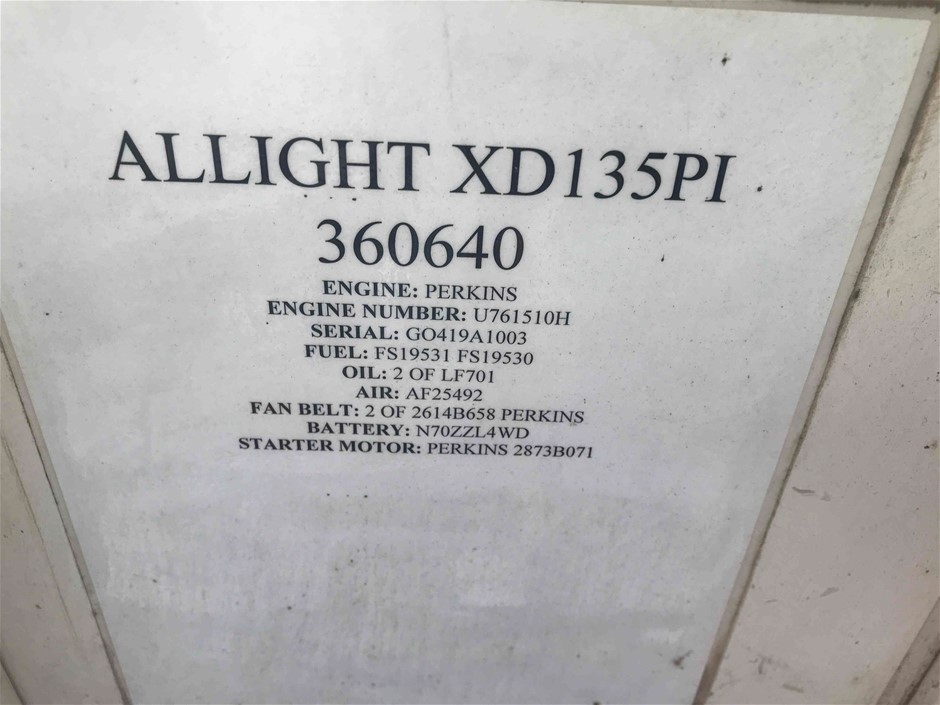 ALLIGHT XD135PI
360640
ENGINE: PERKINS
ENGINE NUMBER: U761510H
SERIAL: GO419A1003
FUEL: FS19531 FS19530
OIL: 2 OF LF701
AIR: AF25492
FAN BELT: 2 OF 2614B658 PERKINS
BATTERY: N70ZZL4WD
STARTER MOTOR: PERKINS 2873B071